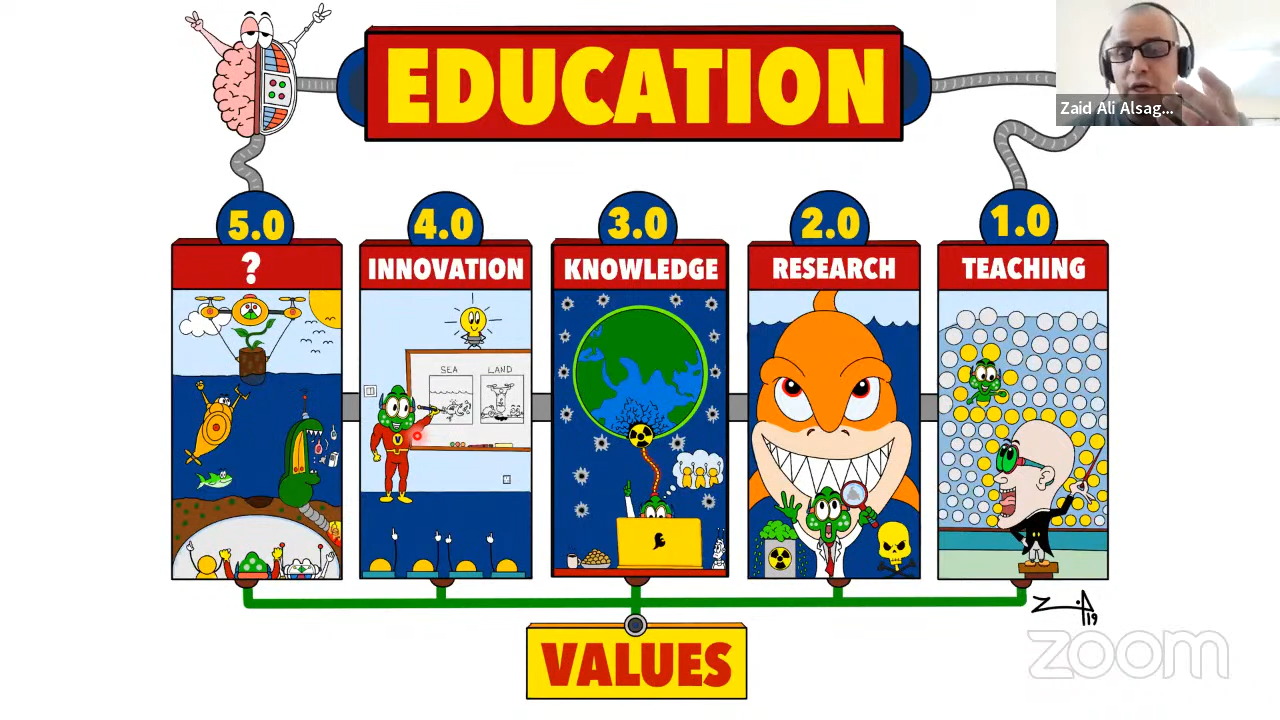 EDUCATION
Zaid Ali Alsag...
5.0
4.0
3.0
2.0
1.0
?
INNOVATION
KNOWLEDGE
RESEARCH
TEACHING
SEA
LAND
V
19
VALUES
zoom